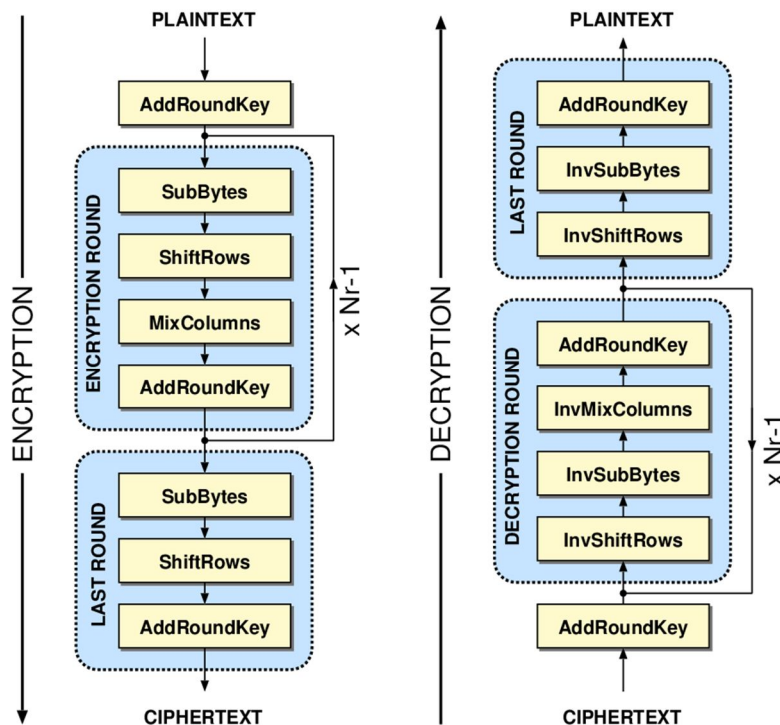 PLAINTEXT
AddRoundKey
ENCRYPTION
ENCRYPTION ROUND
SubBytes
ShiftRows
MixColumns
AddRoundKey
x Nr-1
LAST ROUND
SubBytes
ShiftRows
AddRoundKey
CIPHERTEXT
PLAINTEXT
DECRYPTION
LAST ROUND
AddRoundKey
InvSubBytes
InvShiftRows
DECRYPTION ROUND
AddRoundKey
InvMixColumns
InvSubBytes
InvShiftRows
x Nr-1
AddRoundKey
CIPHERTEXT